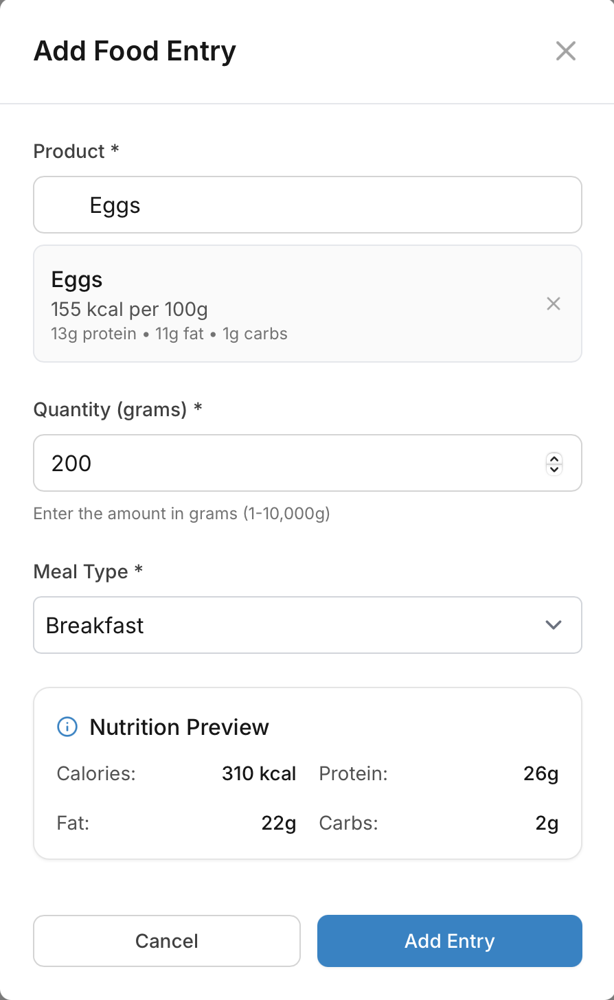 Add Food Entry
Product *
Eggs
Eggs
155 kcal per 100g
13g protein • 11g fat • 1g carbs
Quantity (grams) *
200
Enter the amount in grams (1-10,000g)
Meal Type *
Breakfast
Nutrition Preview
Calories: 310 kcal Protein: 26g
Fat: 22g Carbs: 2g
Cancel Add Entry